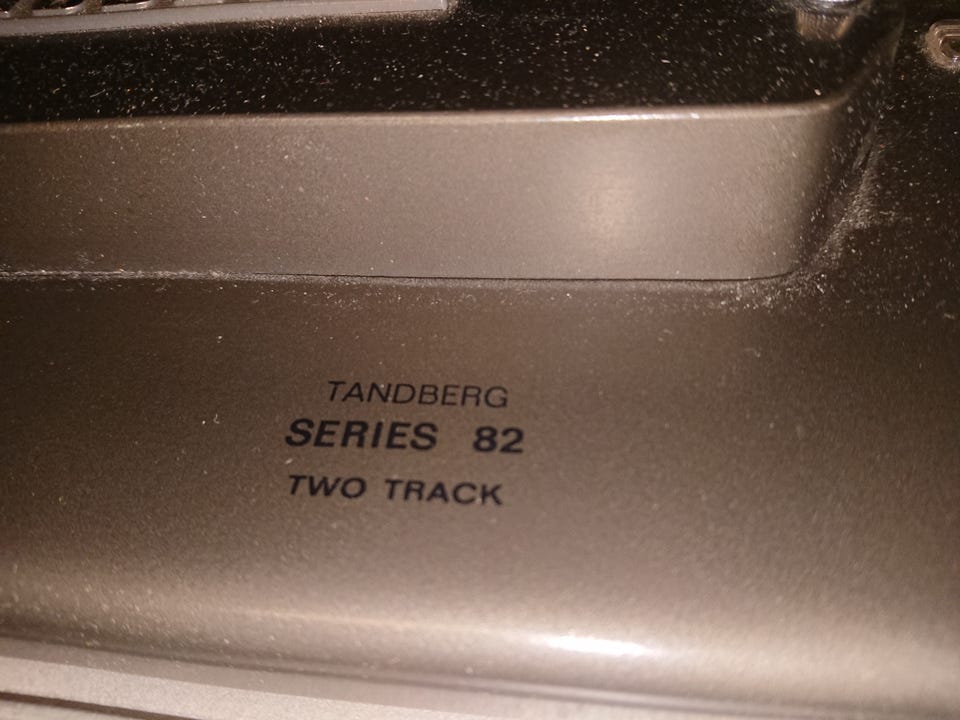 TANDBERG
SERIES 82
TWO TRACK